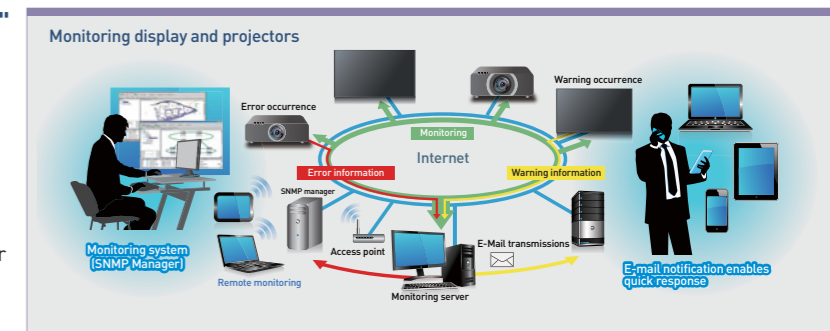 "
Monitoring display and projectors
Warning occurrence
Error occurrence
Monitoring
Internet
Error information
Warning information
SNMP manager
Access point
E-Mail transmissions
Monitoring system
(SNMP Manager)
Remote monitoring
Monitoring server
E-mail notification enables
quick response
r